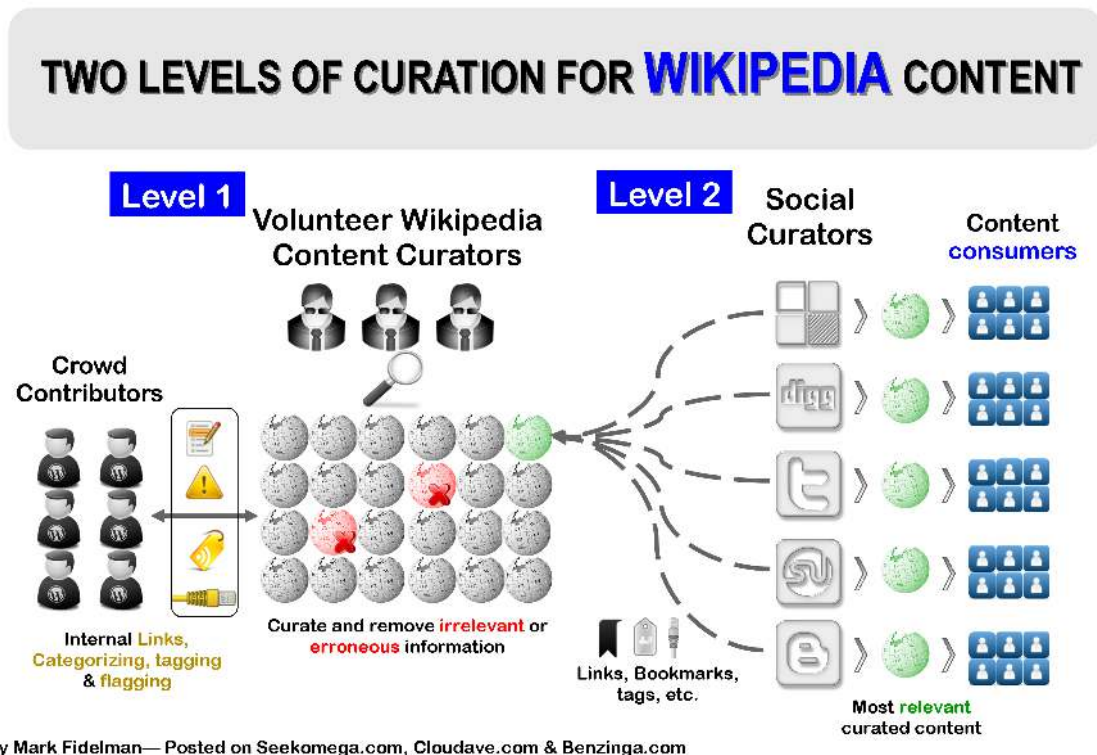 TWO LEVELS OF CURATION FOR WIKIPEDIA CONTENT
Level 1
Volunteer Wikipedia
Content Curators
Crowd
Contributors
Internal Links,
Categorizing, tagging
& flagging
Curate and remove irrelevant or
erroneous information
Level 2
Social
Curators
Content
consumers
digg
Links, Bookmarks,
tags, etc.
Most relevant
curated content
y Mark Fidelman— Posted on Seekomega.com, Cloudave.com & Benzinga.com